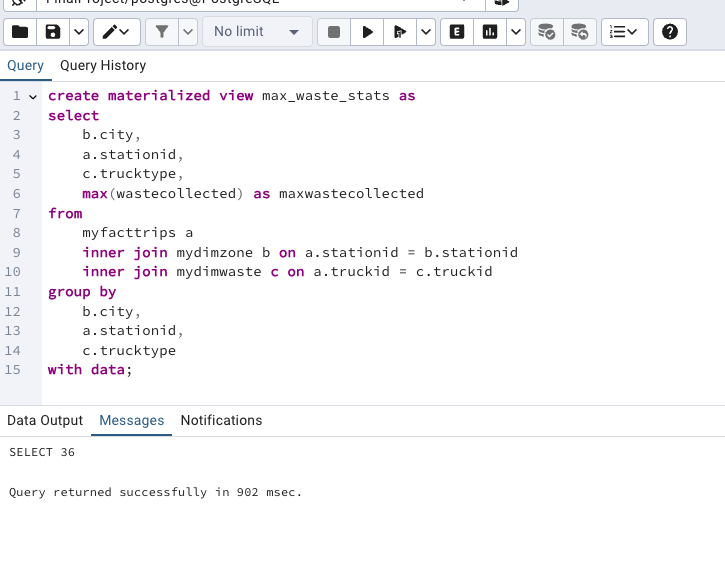 FinalProject/postgres@PostgreSQL
No limit
E
Query Query History
1 create materialized view max_waste_stats as
2 select
3 b.city,
4 a.stationid,
5 c.trucktype,
6 max(wastecollected) as maxwastecollected
7 from
8 myfacttrips a
9 inner join mydimzone b on a.stationid = b.stationid
10 inner join mydimwaste c on a.truckid = c.truckid
11 group by
12 b.city,
13 a.stationid,
14 c.trucktype
15 with data;
Data Output Messages Notifications
SELECT 36
Query returned successfully in 902 msec.